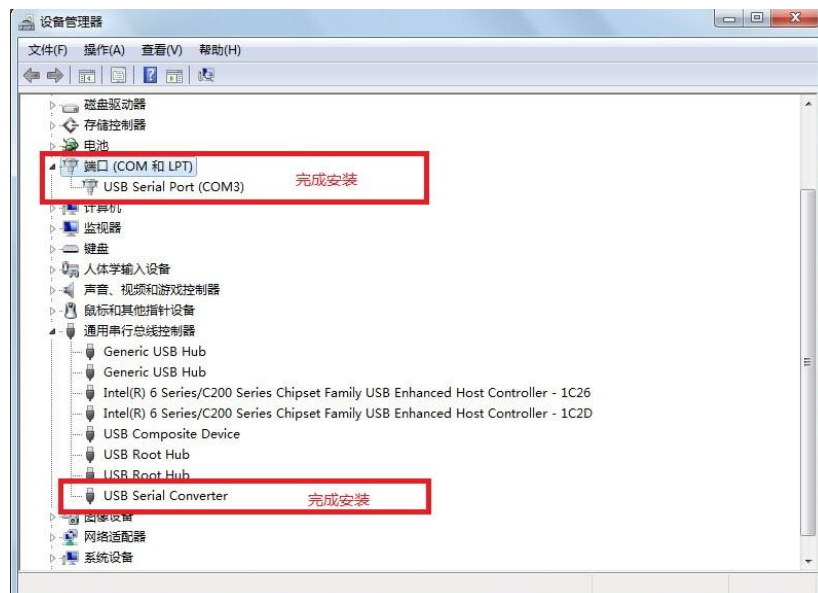 设备管理器
文件(F) 操作(A) 查看(V) 帮助(H)
磁盘驱动器
存储控制器
电池
端口 (COM 和 LPT)
USB Serial Port (COM3) 完成安装
计算机
监视器
键盘
人体学输入设备
声音、视频和游戏控制器
鼠标和其他指针设备
通用串行总线控制器
Generic USB Hub
Generic USB Hub
Intel(R) 6 Series/C200 Series Chipset Family USB Enhanced Host Controller - 1C26
Intel(R) 6 Series/C200 Series Chipset Family USB Enhanced Host Controller - 1C2D
USB Composite Device
USB Root Hub
USB Root Hub
USB Serial Converter 完成安装
图像设备
网络适配器
系统设备